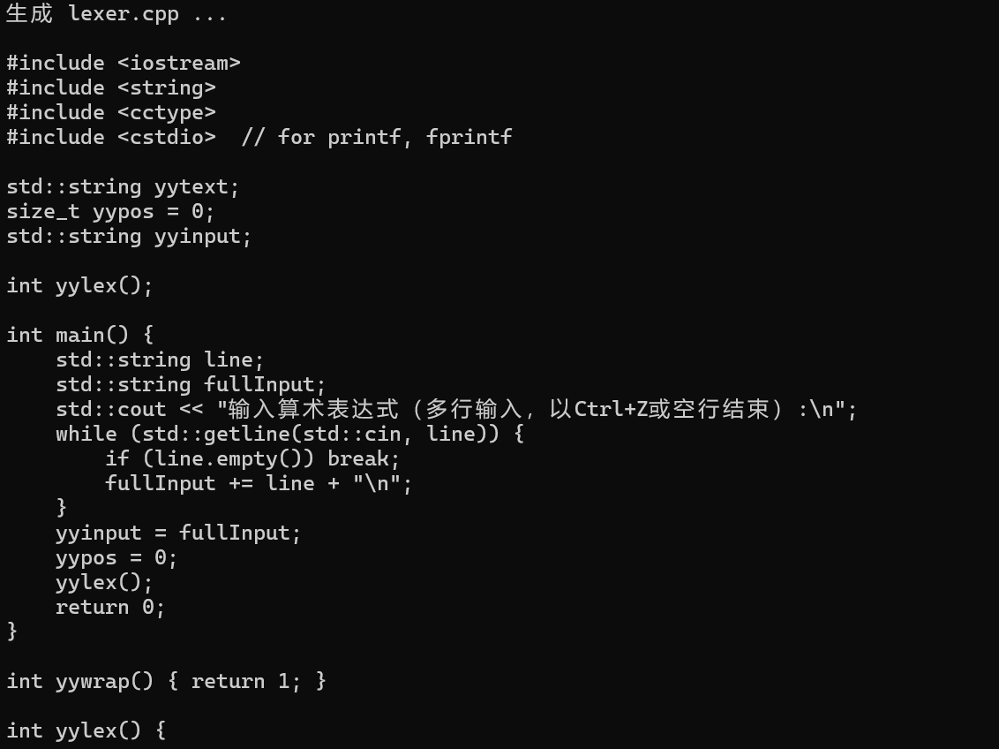 生成 lexer.cpp ...
#include <iostream>
#include <string>
#include <cctype>
#include <cstdio>  // for printf, fprintf
std::string yytext;
size_t yypos = 0;
std::string yyinput;
int yylex();
int main() {
    std::string line;
    std::string fullInput;
    std::cout << "输入算术表达式（多行输入，以Ctrl+Z或空行结束）:\n";
    while (std::getline(std::cin, line)) {
        if (line.empty()) break;
        fullInput += line + "\n";
    }
    yyinput = fullInput;
    yypos = 0;
    yylex();
    return 0;
}
int yywrap() { return 1; }
int yylex() {